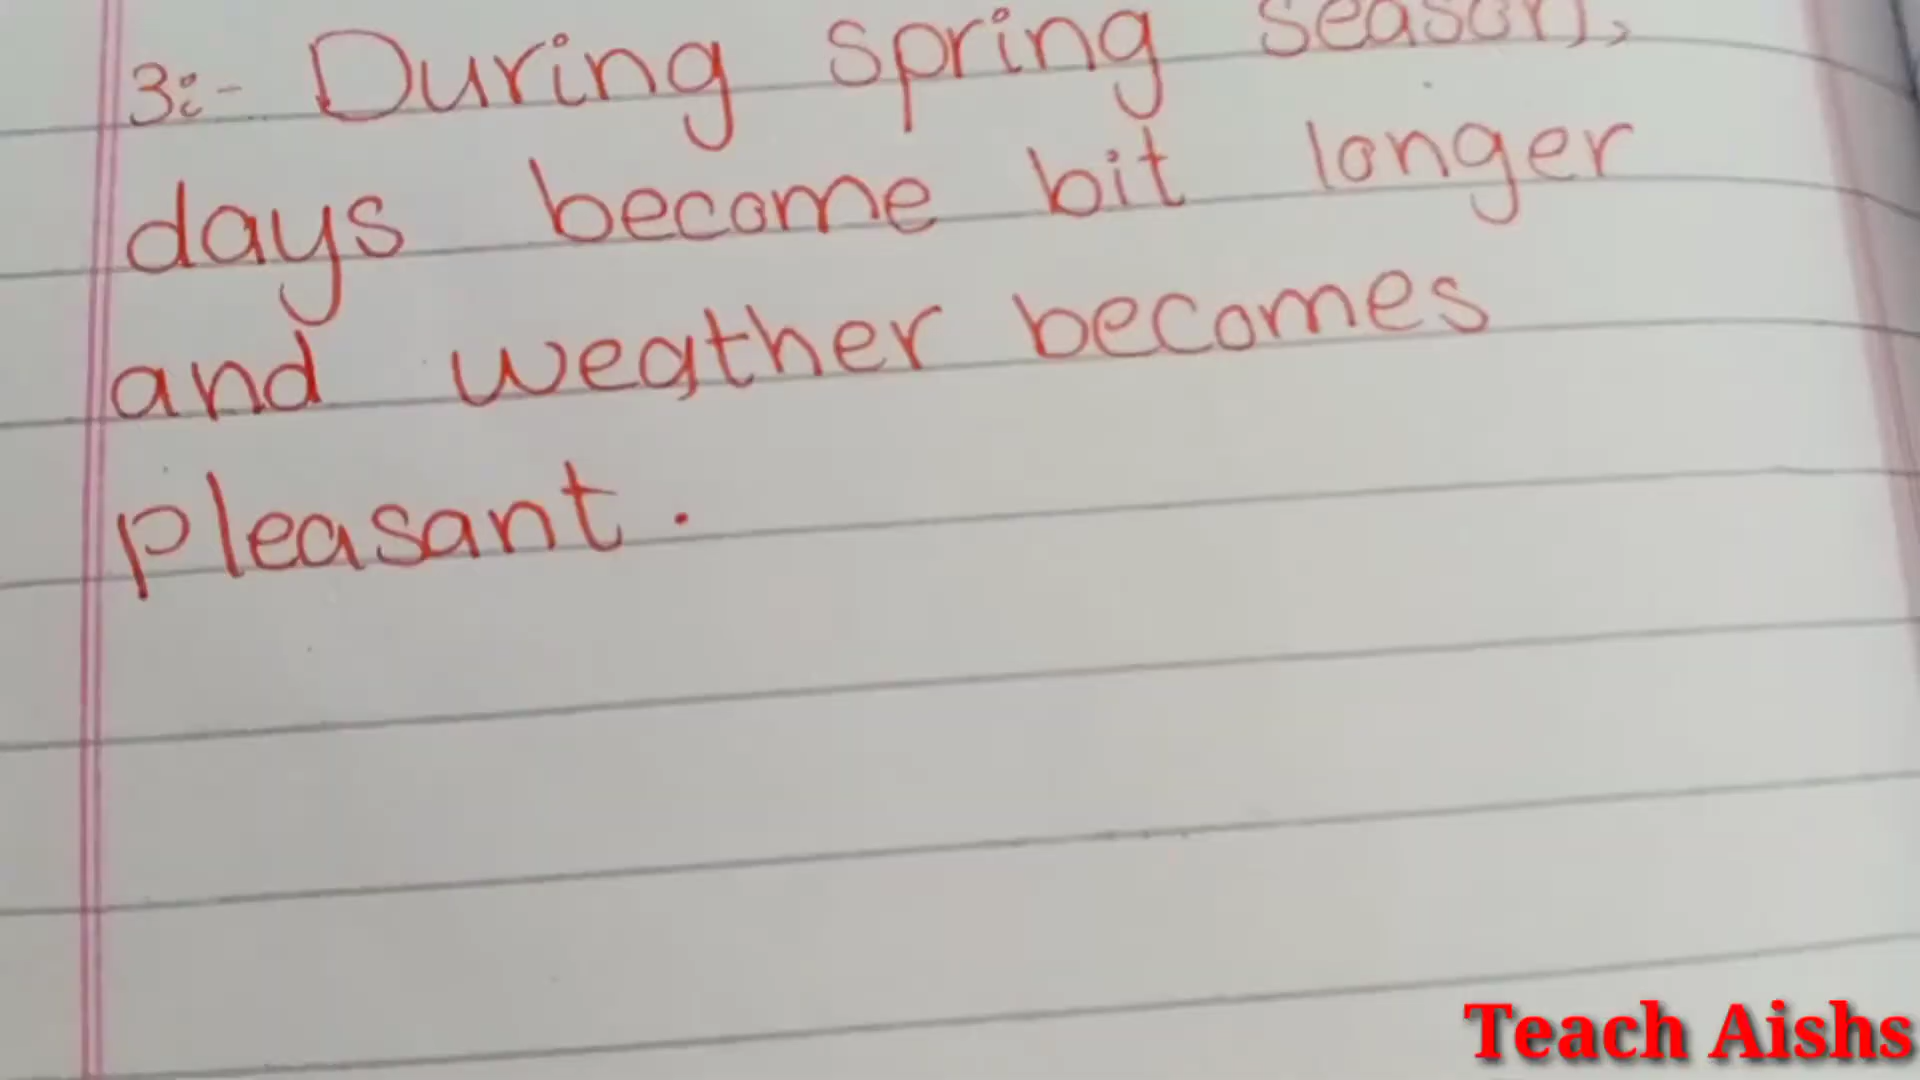 3:- During spring season,
days become bit longer
and weather becomes
pleasant.
Teach Aishs